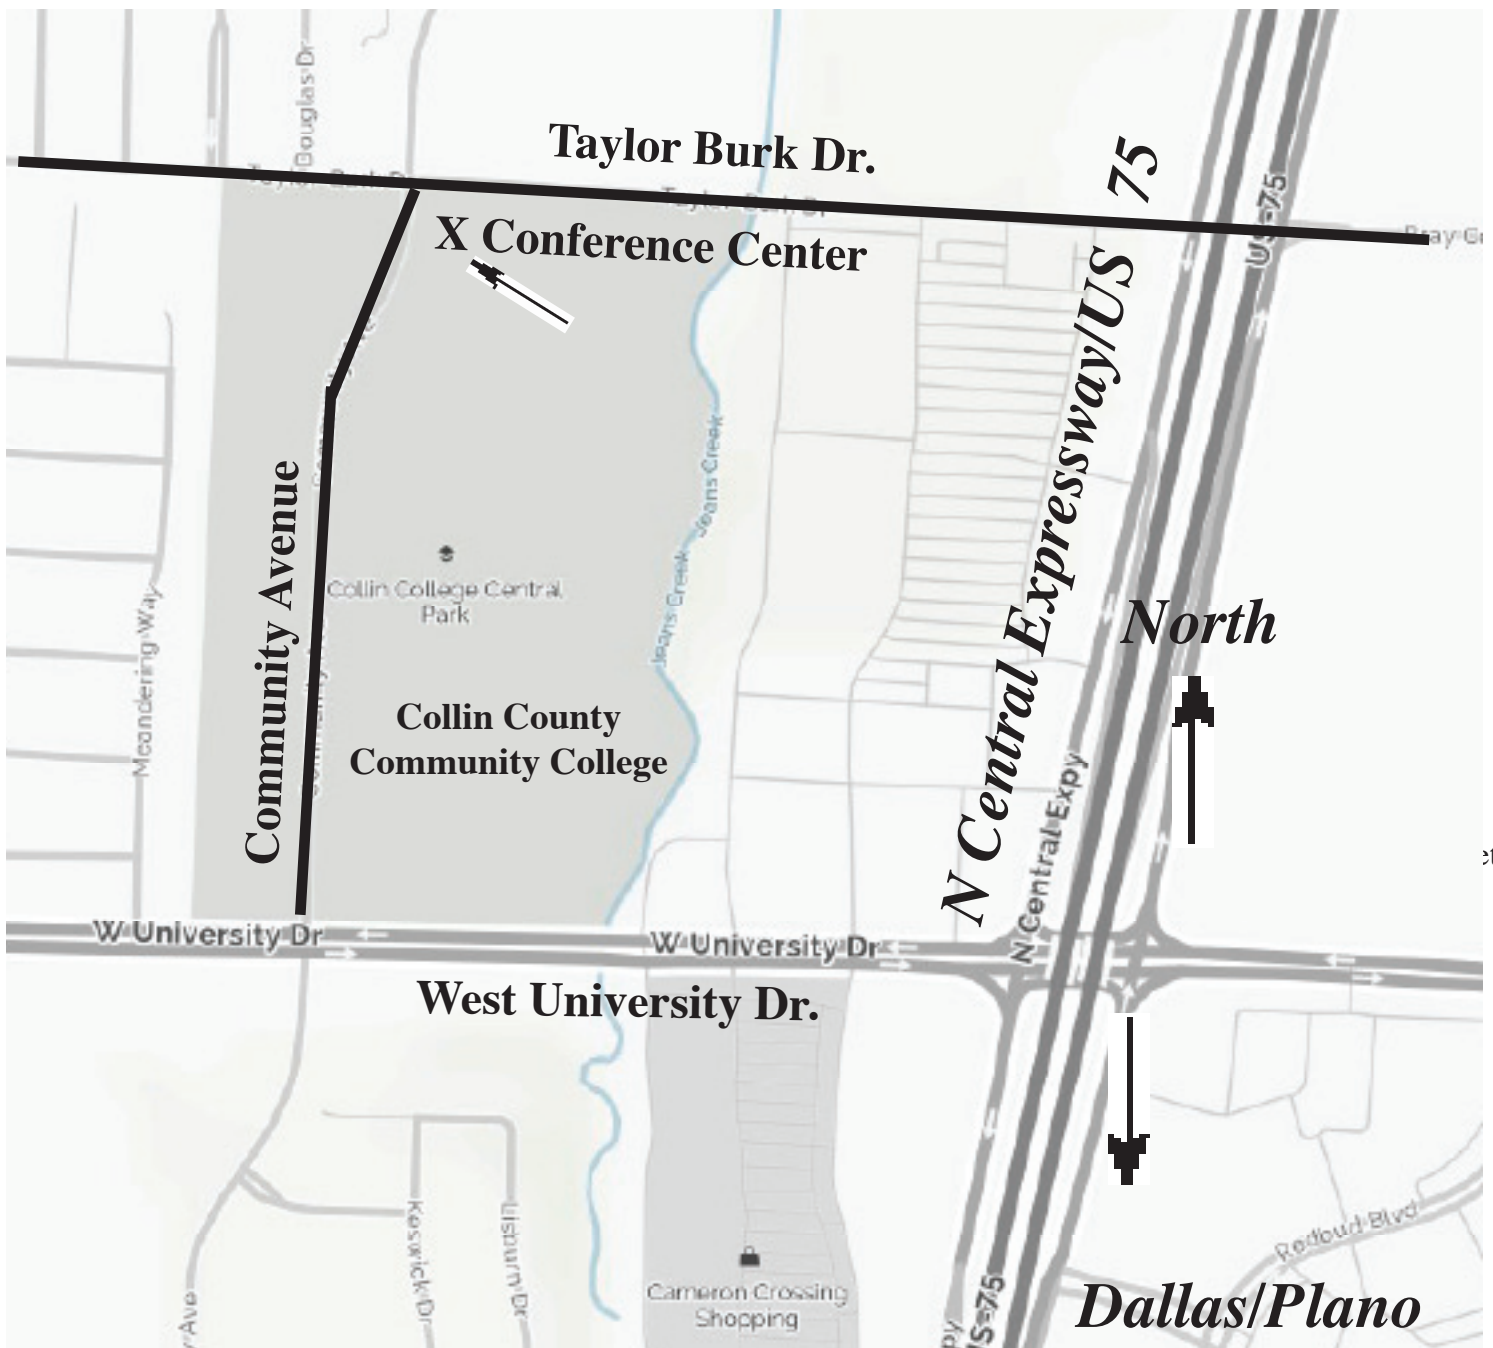 Douglas Dr
Taylor Burk Dr.
75
US-75
X Conference Center
N Central Expressway/US
Jeans Creek
Jeans Creek
Community Avenue
Collin College Central
Park
North
Meandering Way
Collin County
Community College
N Central Expy
W University Dr
W University Dr
West University Dr.
Keswick Dr
Lisburn Dr
Redbud Blvd
Cameron Crossing
Shopping
US-75
Dallas/Plano